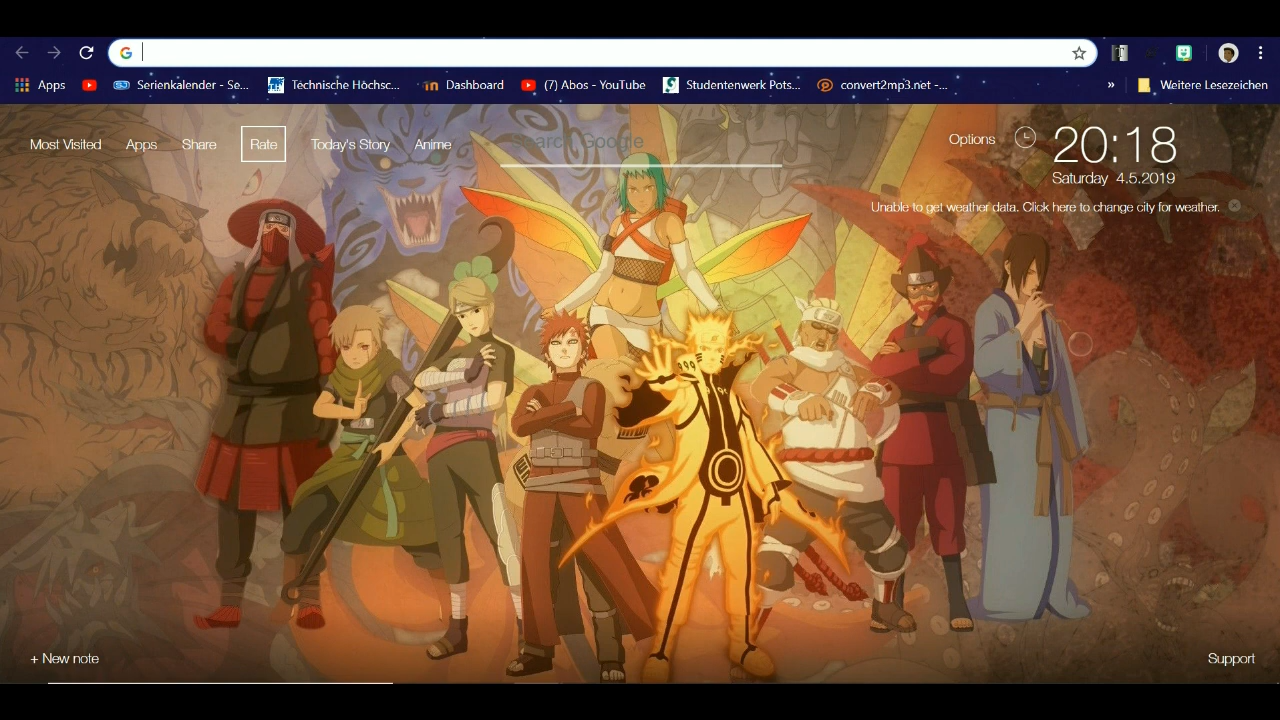 Apps Serienkalender - Se... Technische Hochsc... Dashboard (7) Abos - YouTube Studentenwerk Pots... convert2mp3.net -... » Weitere Lesezeichen
Most Visited Apps Share Rate Today's Story Anime
Search Google
Options 20:18
Saturday 4.5.2019
Unable to get weather data. Click here to change city for weather.
+ New note
Support